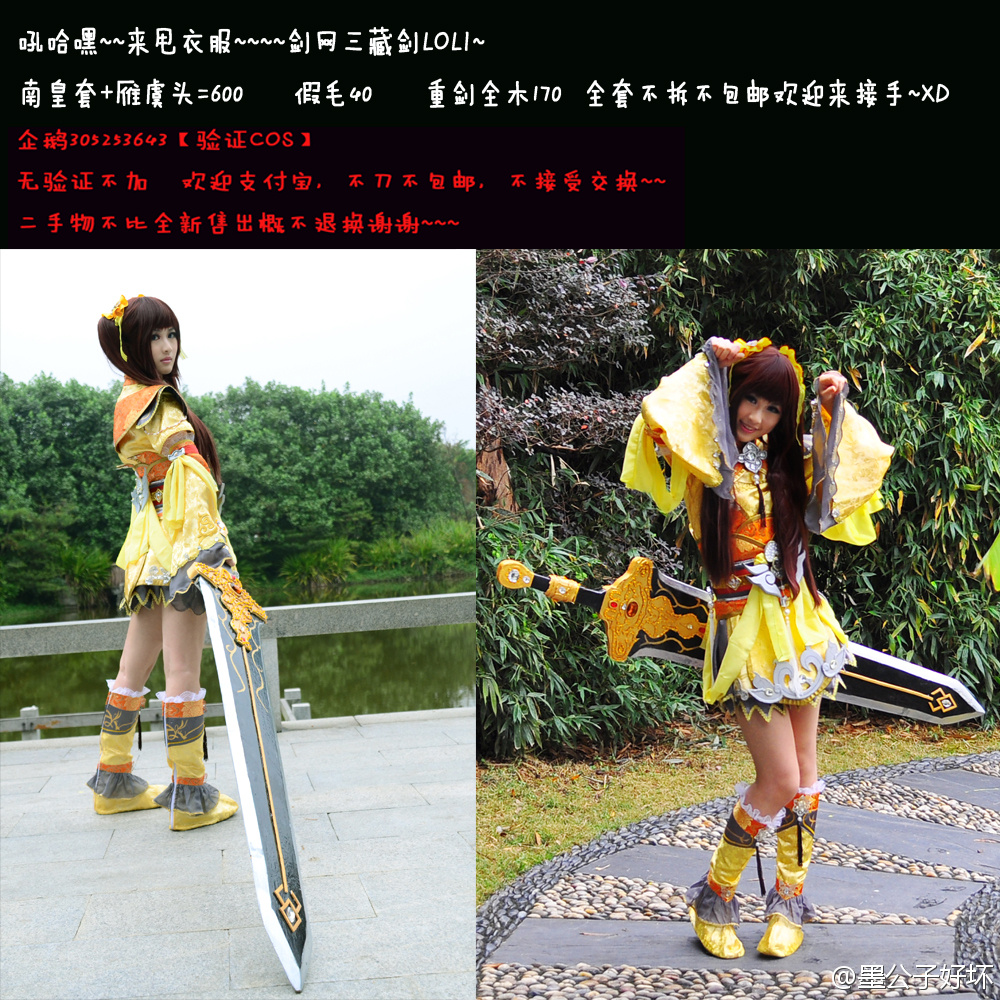 吼哈嘿~~来甩衣服~~~~剑网三藏剑LOLI~
南皇套+雁虞头=600 假毛40 重剑全木170 全套不拆不包邮欢迎来接手~XD
企鹅305253643【验证COS】
无验证不加 欢迎支付宝，不刀不包邮，不接受交换~~
二手物不比全新售出概不退换谢谢~~~
@墨公子好坏